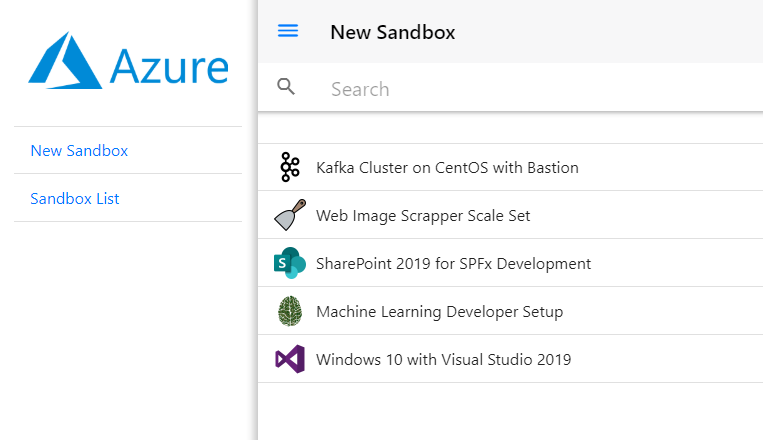 Azure
New Sandbox
Sandbox List
New Sandbox
Search
Kafka Cluster on CentOS with Bastion
Web Image Scrapper Scale Set
S
SharePoint 2019 for SPFx Development
Machine Learning Developer Setup
Windows 10 with Visual Studio 2019